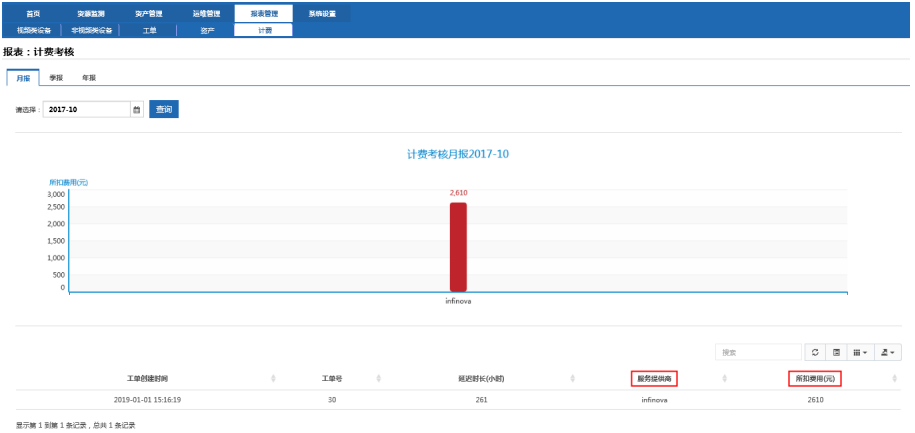 首页 资源监测 资产管理 运维管理 报表管理 系统设置
视频类设备 非视频类设备 工单 资产 计费
报表：计费考核
月报 季报 年报
请选择： 2017-10 查询
计费考核月报2017-10
所扣费用(元)
3,000
2,500
2,000
1,500
1,000
500
0
2,610
infinova
搜索
工单创建时间 工单号 延迟时长(小时) 服务提供商 所扣费用(元)
2019-01-01 15:16:19 30 261 infinova 2610
显示第 1 到第 1 条记录，总共 1 条记录